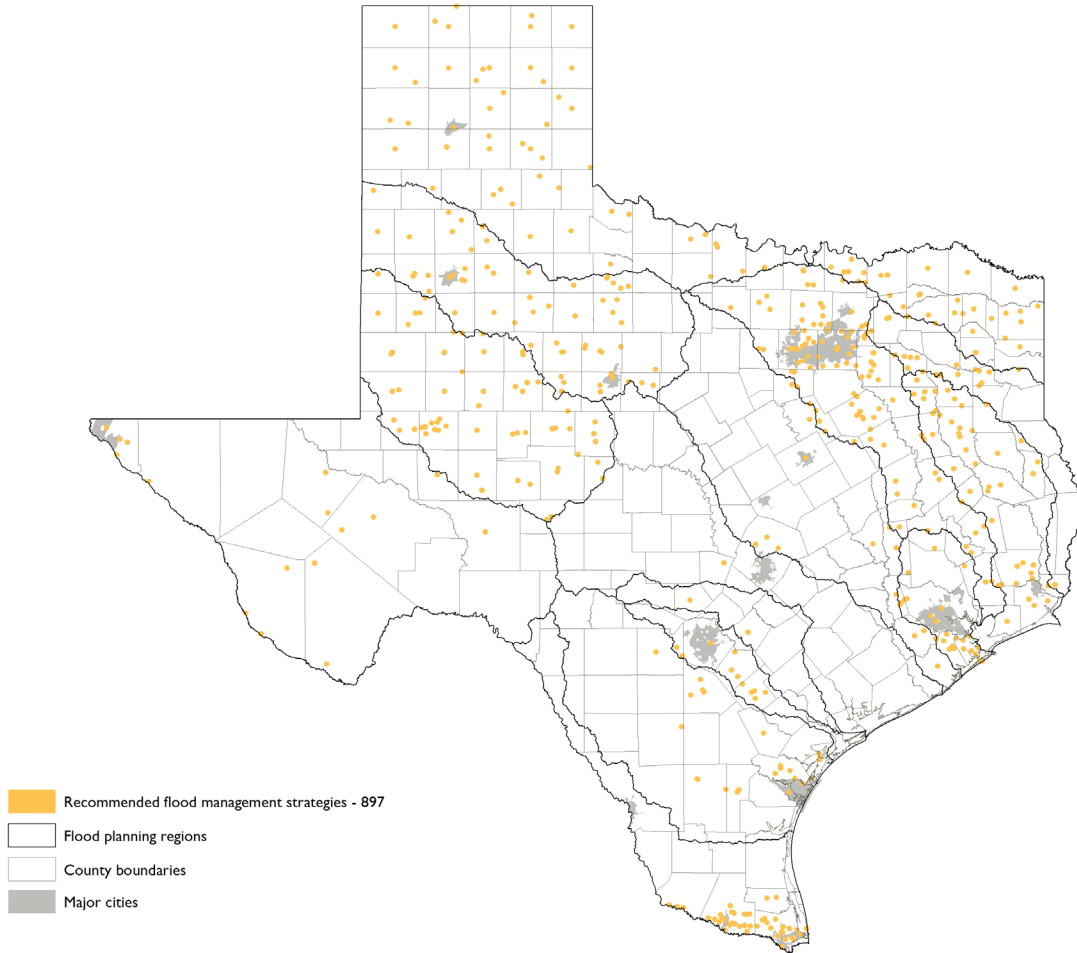 Recommended flood management strategies - 897
Flood planning regions
County boundaries
Major cities